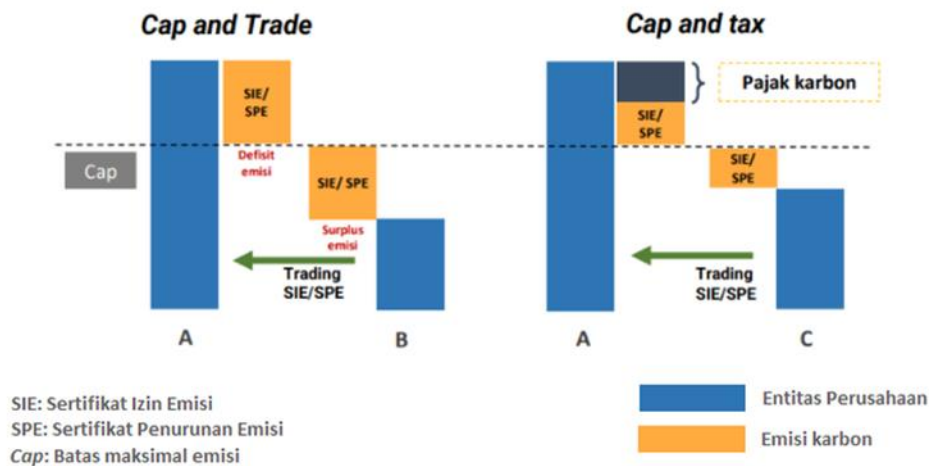 Cap and Trade
SIE/
SPE
Defisit
emisi
Cap
SIE/ SPE
Surplus
emisi
Trading
SIE/SPE
A
B
Cap and tax
Pajak karbon
SIE/
SPE
SIE/
SPE
Trading
SIE/SPE
A
C
SIE: Sertifikat Izin Emisi
SPE: Sertifikat Penurunan Emisi
Cap: Batas maksimal emisi
Entitas Perusahaan
Emisi karbon